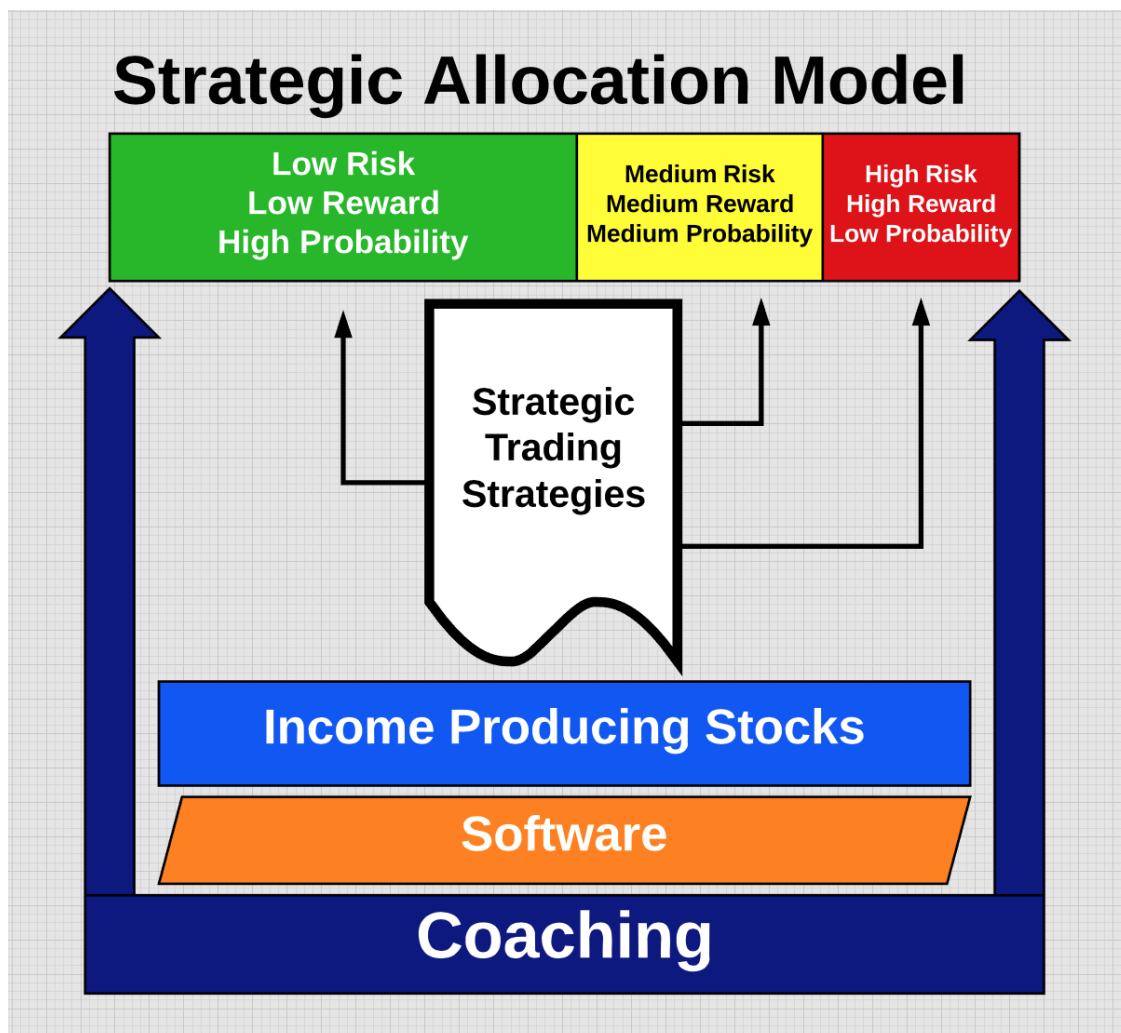 Strategic Allocation Model
Low Risk
Low Reward
High Probability
Medium Risk
Medium Reward
Medium Probability
High Risk
High Reward
Low Probability
Strategic
Trading
Strategies
Income Producing Stocks
Software
Coaching